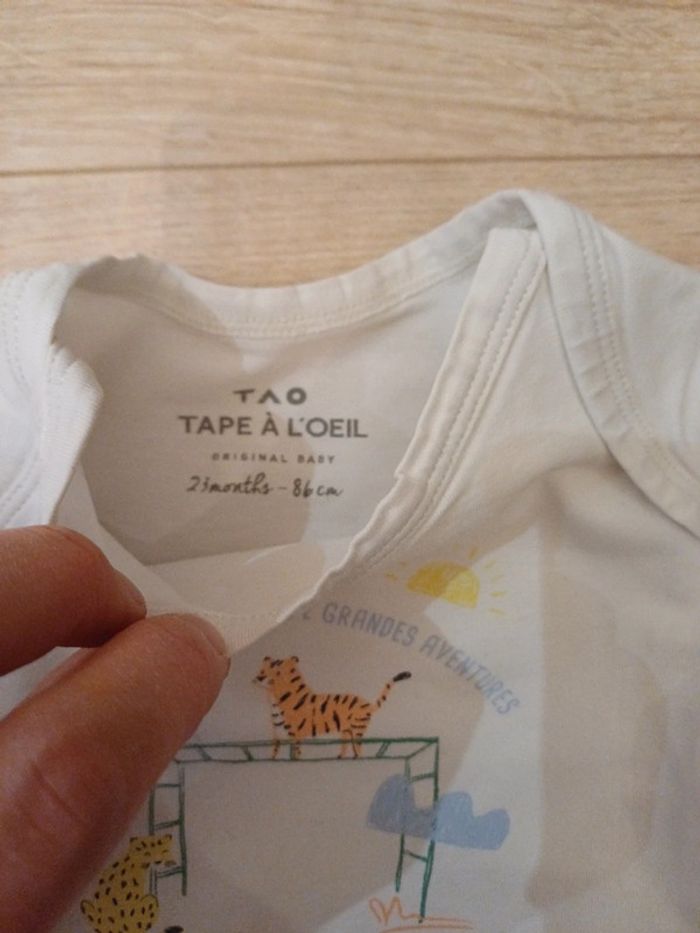 TAO
TAPE À L'OEIL
ORIGINAL BABY
23months - 86cm
GRANDES AVENTURES